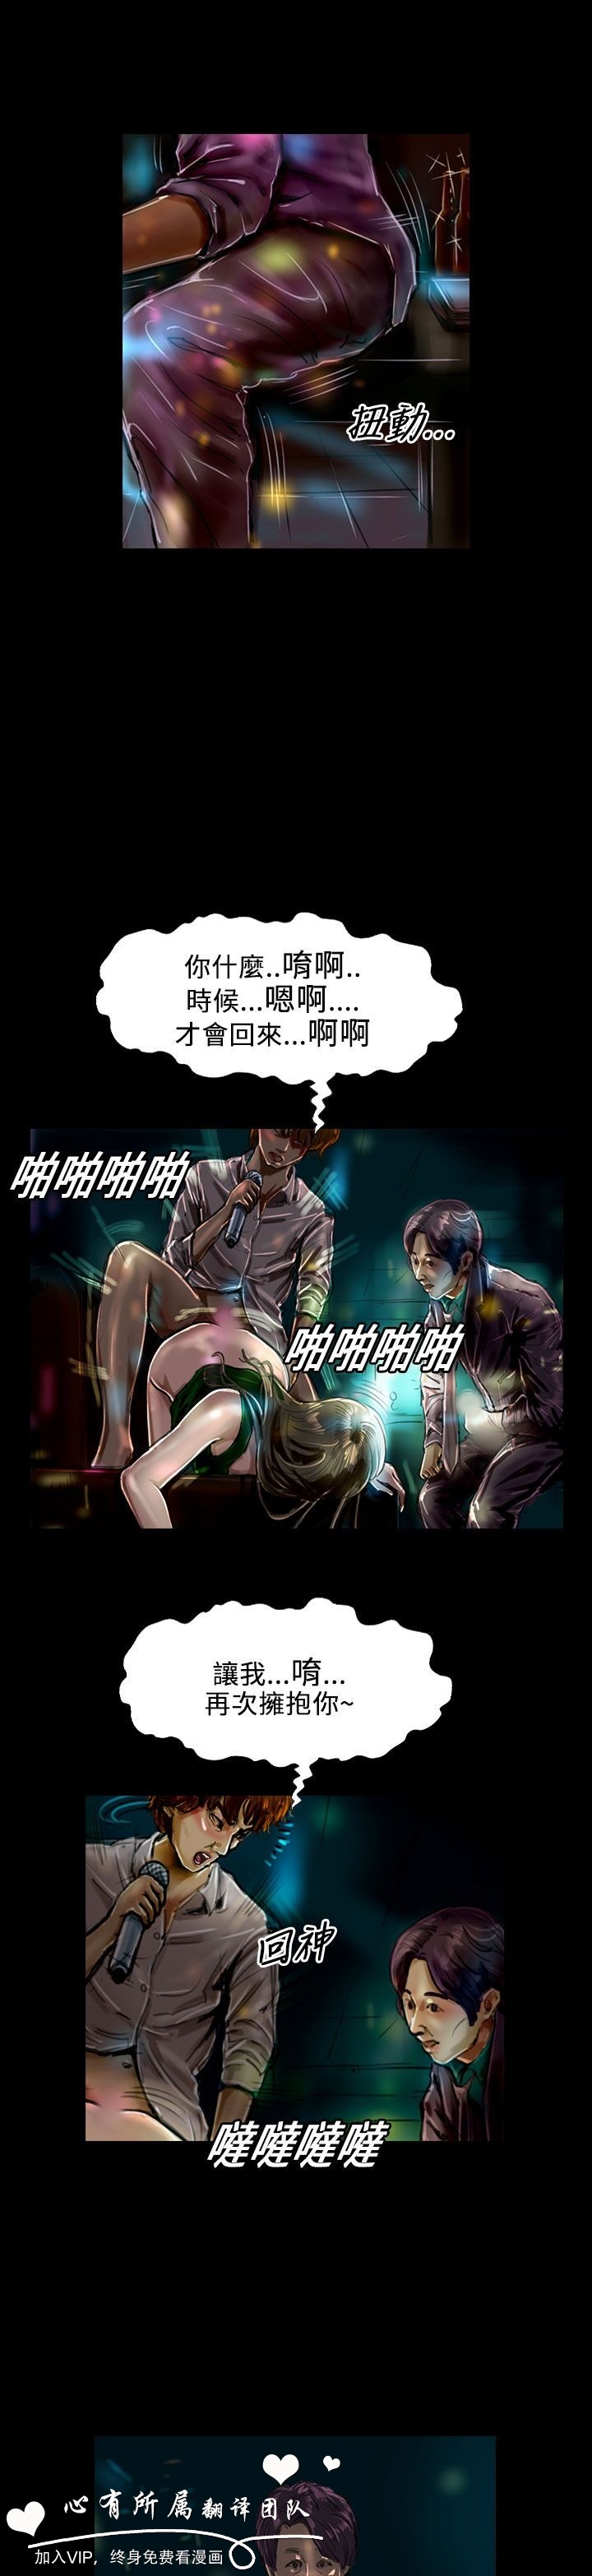 扭動...
你什麼..唷啊..
時候...嗯啊....
才會回來...啊啊
啪啪啪啪
啪啪啪啪
讓我...唷...
再次擁抱你~
回神
噠噠噠噠
心有所属翻译团队
加入VIP，终身免费看漫画